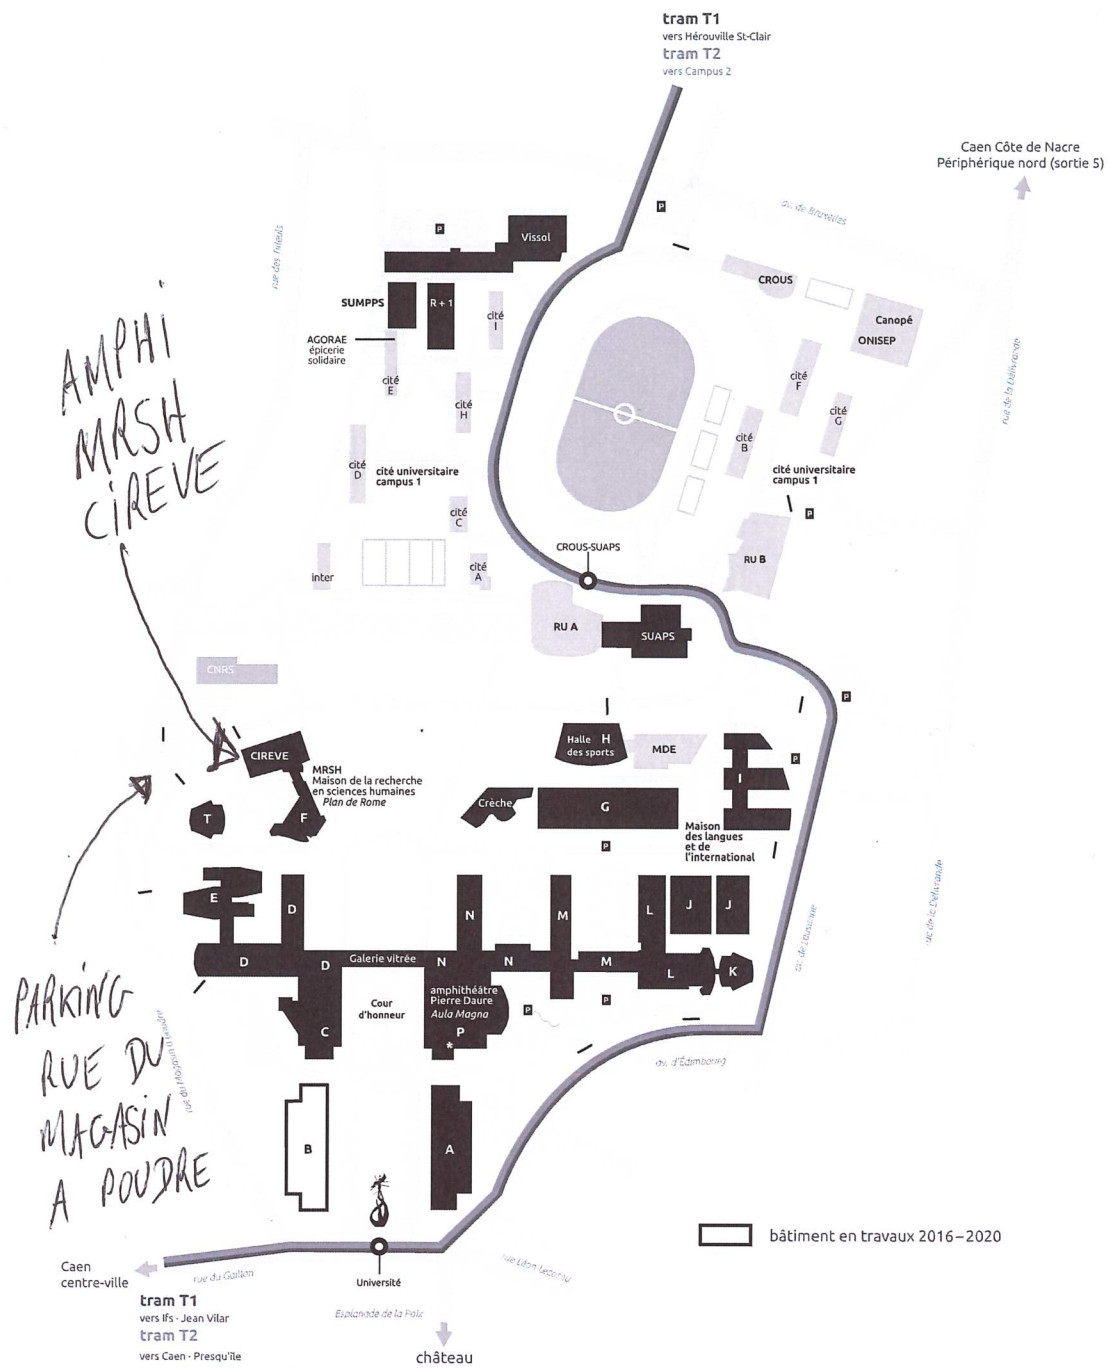 tram T1
vers Hérouville St-Clair
tram T2
vers Campus 2
Caen Côte de Nacre
Périphérique nord (sortie 5)
P
av. de Bruxelles
rue des Tilleuls
P
Vissol
CROUS
SUMPPS
R + 1
cité
I
Canopé
ONISEP
AGORAE
épicerie
solidaire
cité
E
cité
H
cité
F
cité
G
rue de la Délivrande
AMPHI
MRSH
CIREVE
cité
D
cité universitaire
campus 1
cité
B
cité universitaire
campus 1
cité
C
P
CROUS-SUAPS
inter
cité
A
RU B
RU A
SUAPS
CNRS
P
CIREVE
MRSH
Maison de la recherche
en sciences humaines
Plan de Rome
Halle H
des sports
MDE
I
P
T
F
Crèche
G
Maison
des langues
et de
l'international
P
E
D
N
M
L
J
J
rue de la Délivrande
av. de Lausanne
D
D
Galerie vitrée
N
N
M
L
K
Cour
d'honneur
amphithéâtre
Pierre Daure
Aula Magna
P
*
P
P
C
av. d'Édimbourg
PARKING
RUE DU
MAGASIN
A POUDRE
rue du Magasin à Poudre
B
A
bâtiment en travaux 2016–2020
Caen
centre-ville
rue du Gaillon
Université
tram T1
vers Ifs - Jean Vilar
tram T2
vers Caen - Presqu'île
Esplanade de la Paix
château